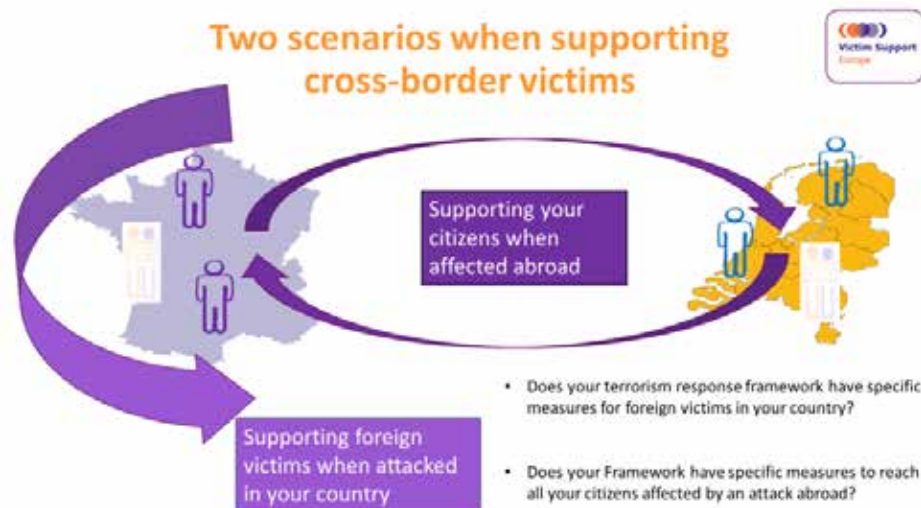 Two scenarios when supporting
cross-border victims
Victim Support
Europe
Supporting your
citizens when
affected abroad
Supporting foreign
victims when attacked
in your country
• Does your terrorism response framework have specific
measures for foreign victims in your country?
• Does your Framework have specific measures to reach
all your citizens affected by an attack abroad?